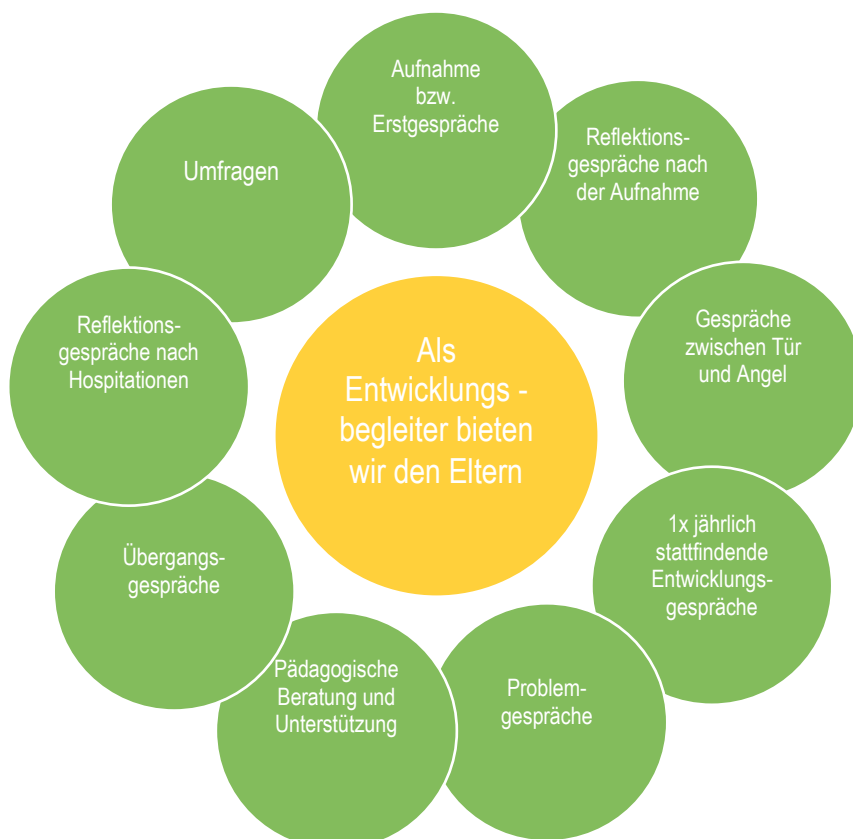 Aufnahme
bzw.
Erstgespräche
Reflektions-
gespräche nach
der Aufnahme
Gespräche
zwischen Tür
und Angel
1x jährlich
stattfindende
Entwicklungs-
gespräche
Problem-
gespräche
Pädagogische
Beratung und
Unterstützung
Übergangs-
gespräche
Reflektions-
gespräche nach
Hospitationen
Umfragen
Als
Entwicklungs -
begleiter bieten
wir den Eltern